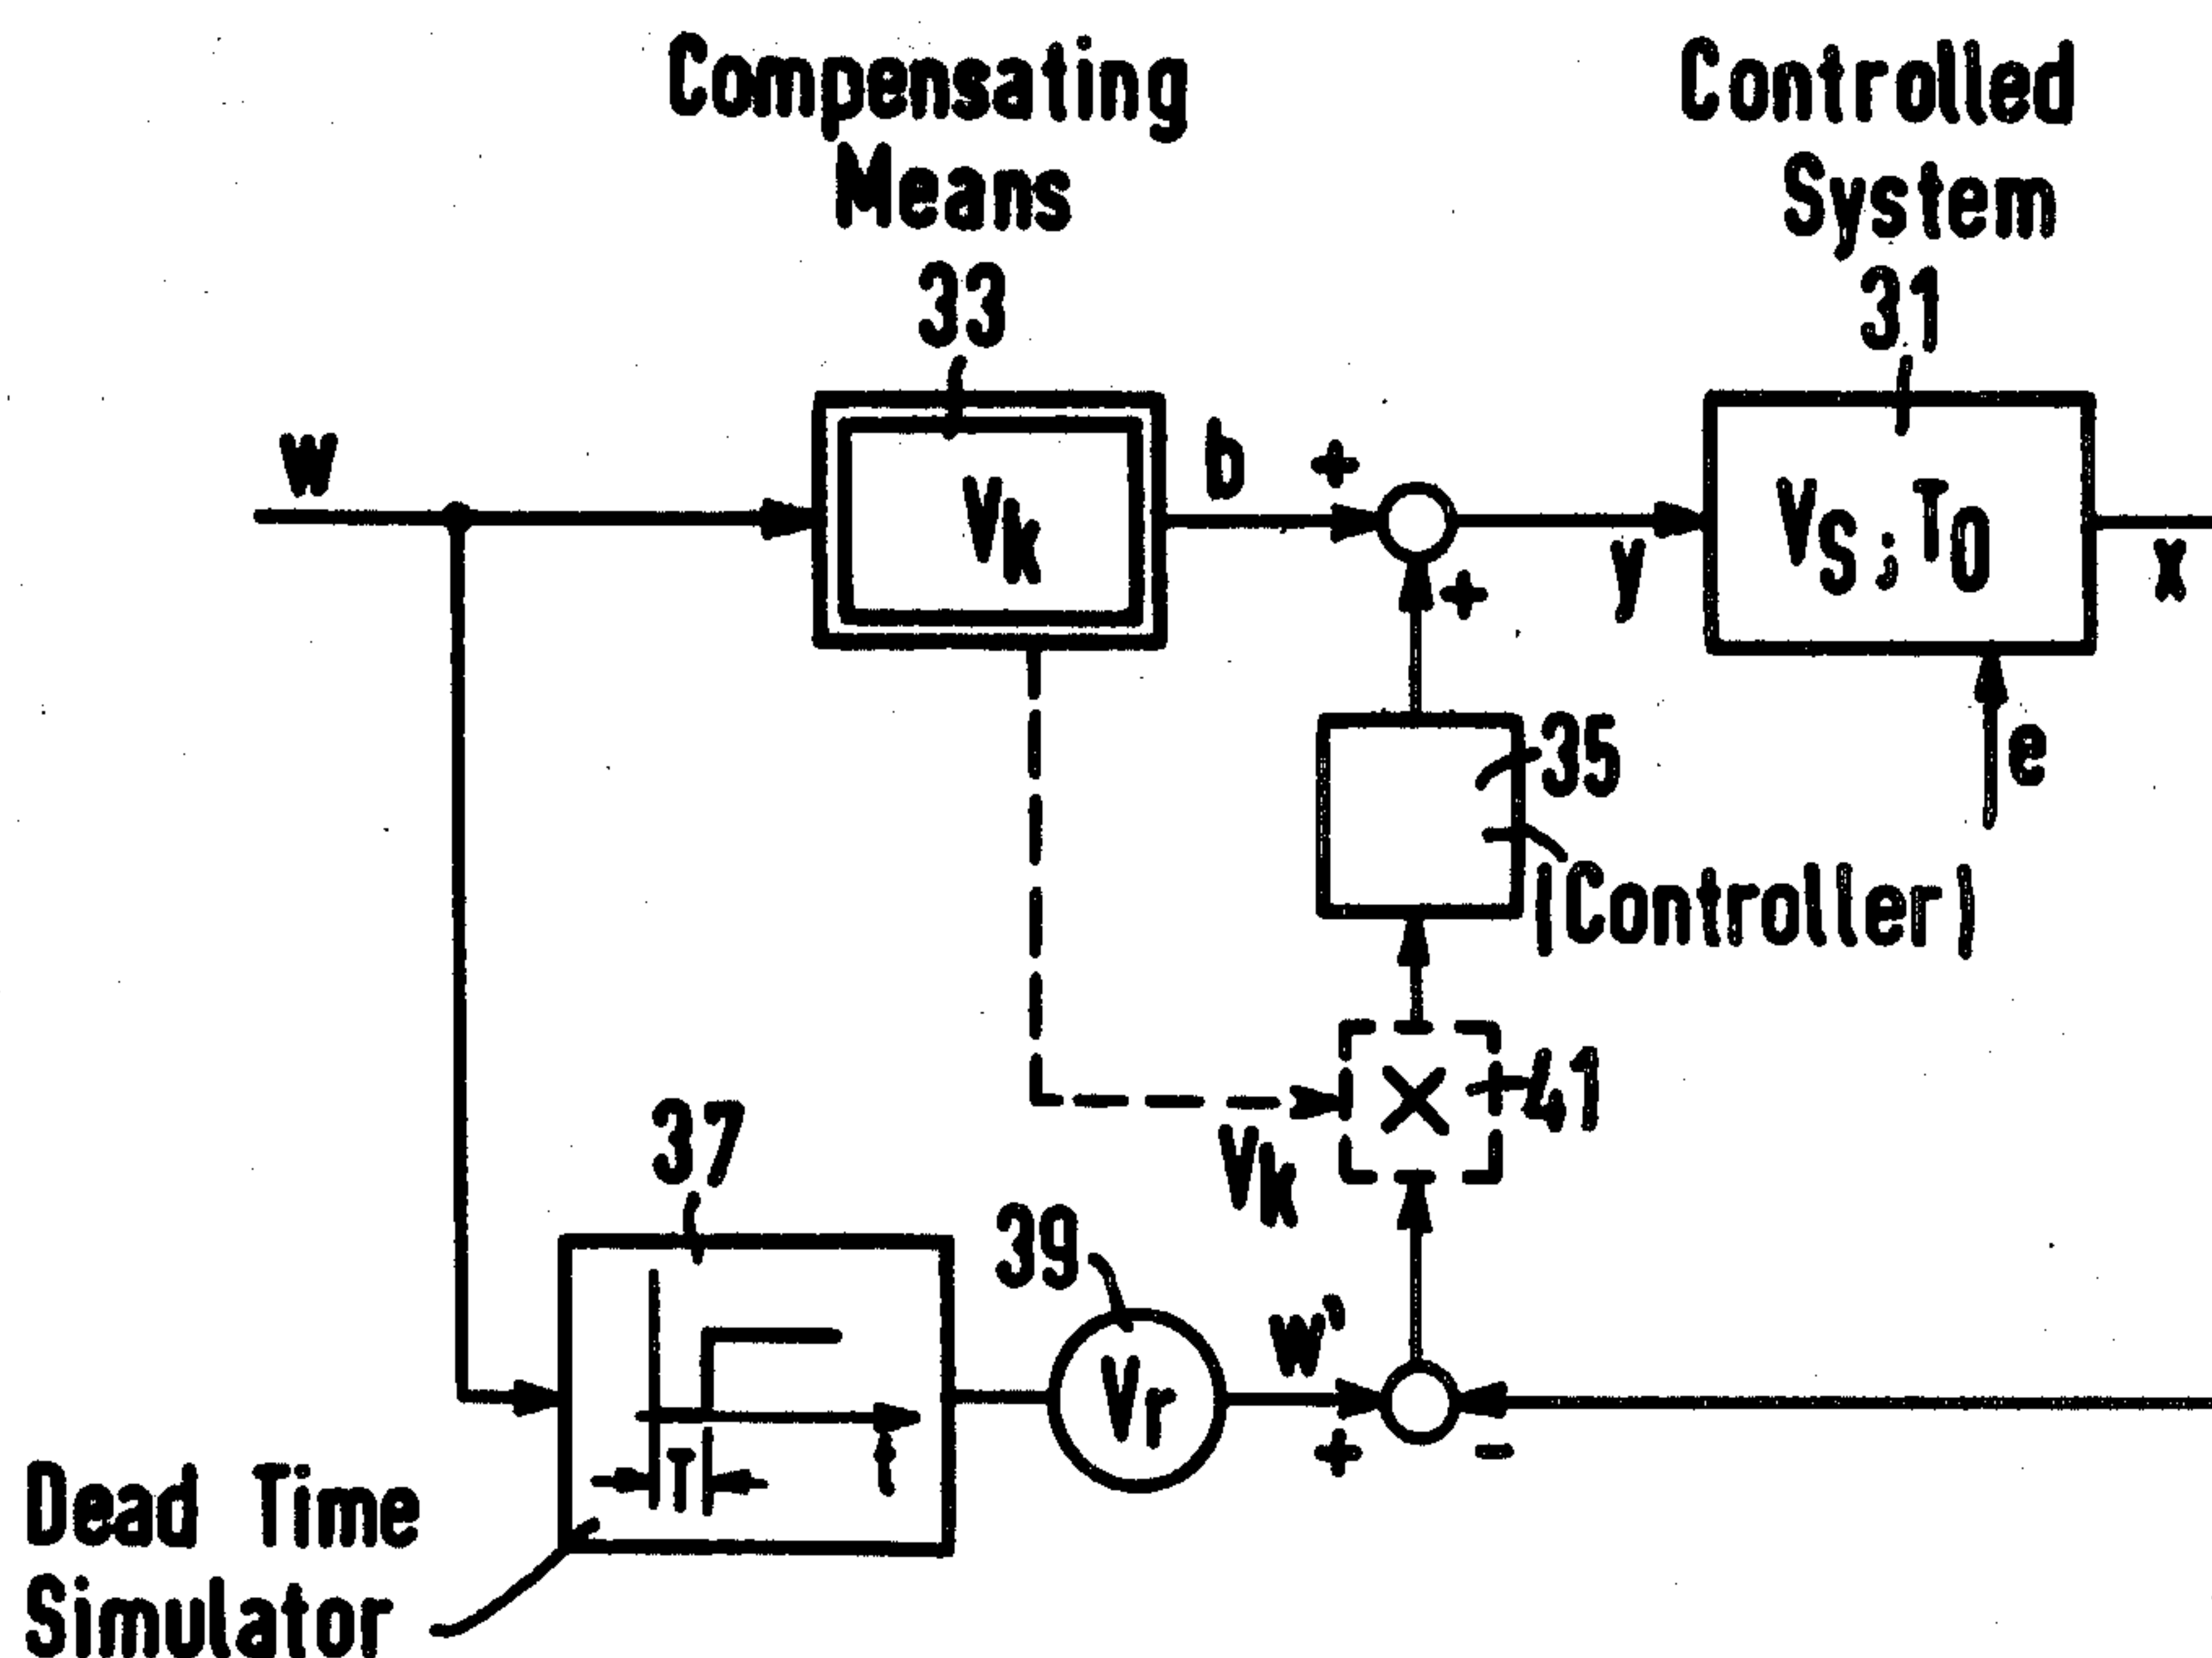 Compensating
Means
33
Controlled
System
31
w
Vk
b
+
+
y
VS ; T0
x
e
35
(Controller)
41
Vk
37
39
T
t
Vr
w'
+
-
Dead Time
Simulator